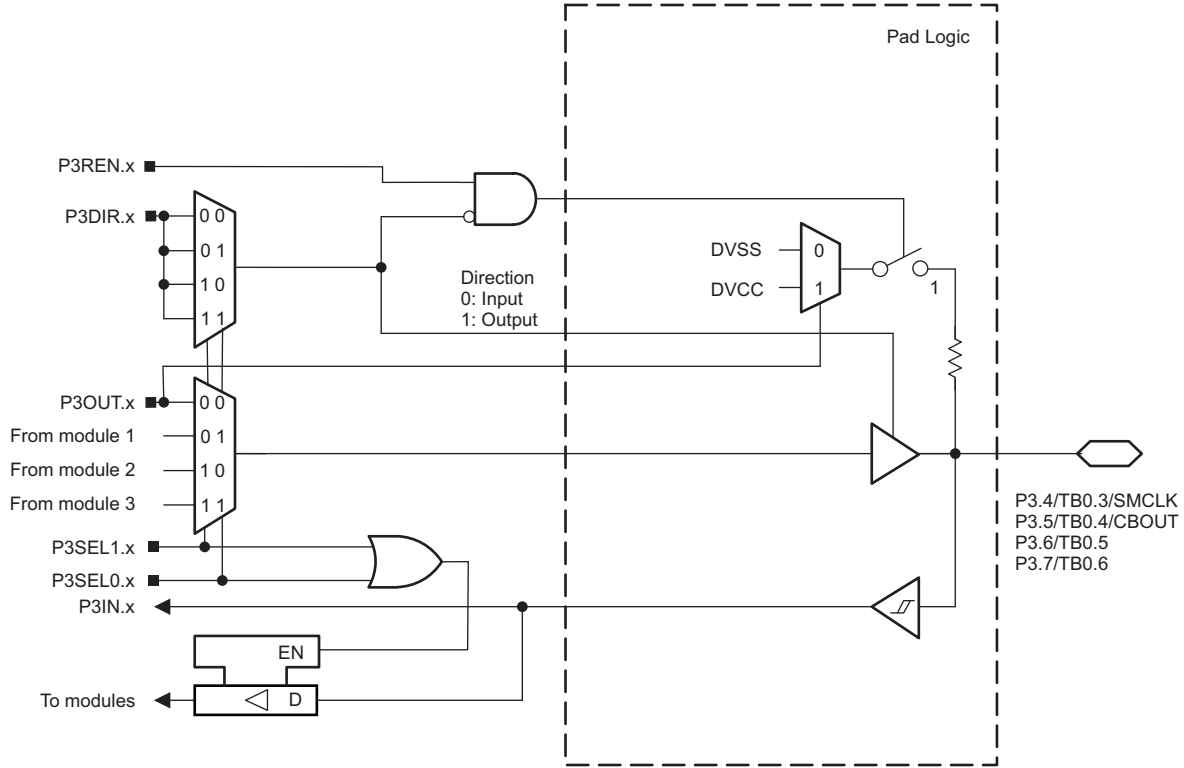 Pad Logic
P3REN.x
P3DIR.x
0 0
0 1
1 0
1 1
Direction
0: Input
1: Output
DVSS
DVCC
0
1
1
P3OUT.x
From module 1
From module 2
From module 3
0 0
0 1
1 0
1 1
P3SEL1.x
P3SEL0.x
P3IN.x
EN
D
To modules
P3.4/TB0.3/SMCLK
P3.5/TB0.4/CBOUT
P3.6/TB0.5
P3.7/TB0.6